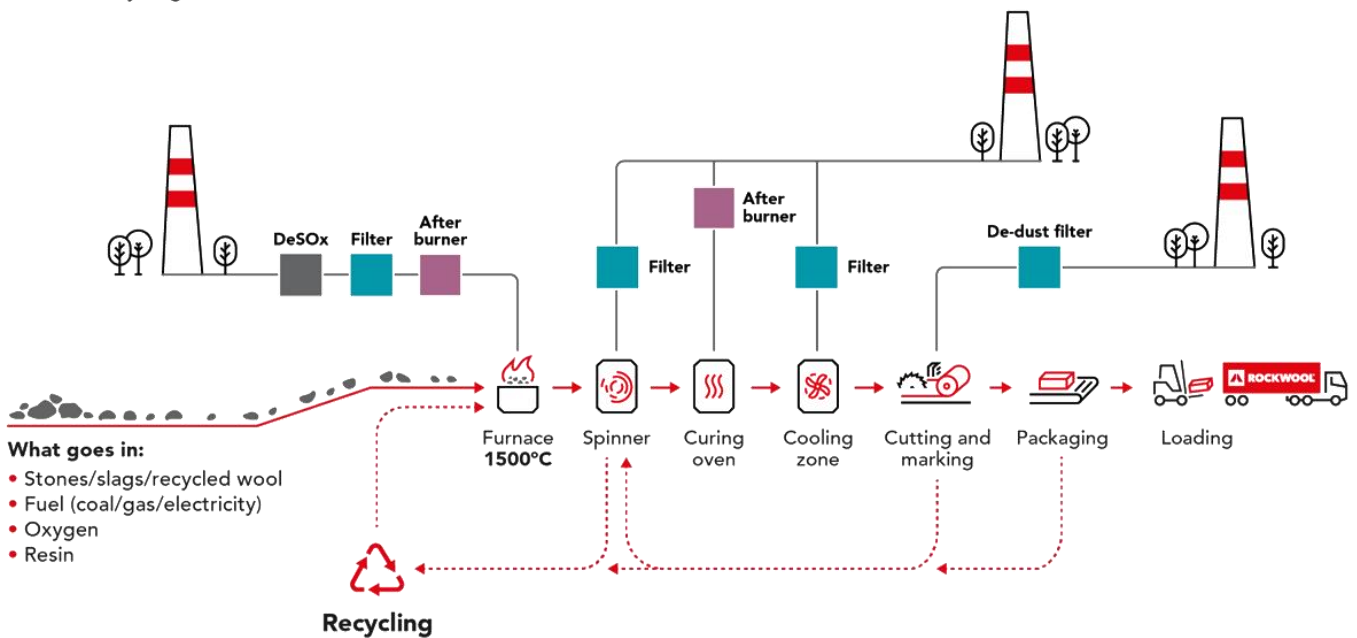 DeSOx
Filter
After
burner
Filter
After
burner
Filter
De-dust filter
ROCKWOOL
What goes in:
• Stones/slags/recycled wool
• Fuel (coal/gas/electricity)
• Oxygen
• Resin
Furnace
1500°C
Spinner
Curing
oven
Cooling
zone
Cutting and
marking
Packaging
Loading
Recycling